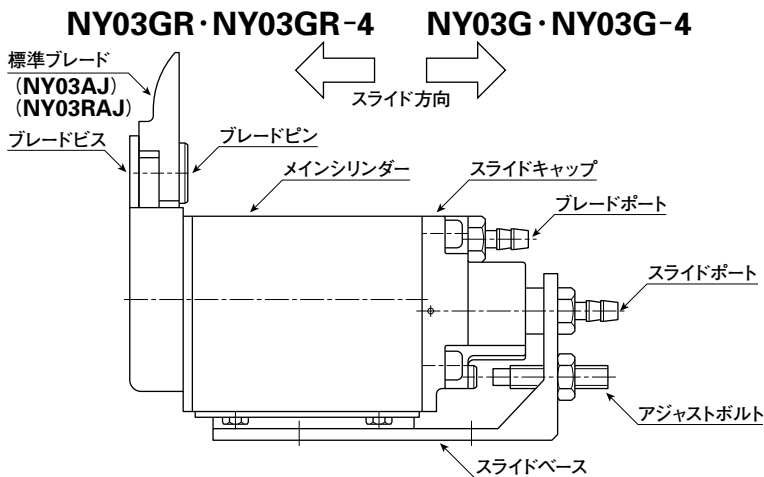 NY03GR・NY03GR-4
NY03G・NY03G-4
スライド方向
標準ブレード
(NY03AJ)
(NY03RAJ)
ブレードビス
ブレードピン
メインシリンダー
スライドキャップ
ブレードポート
スライドポート
アジャストボルト
スライドベース